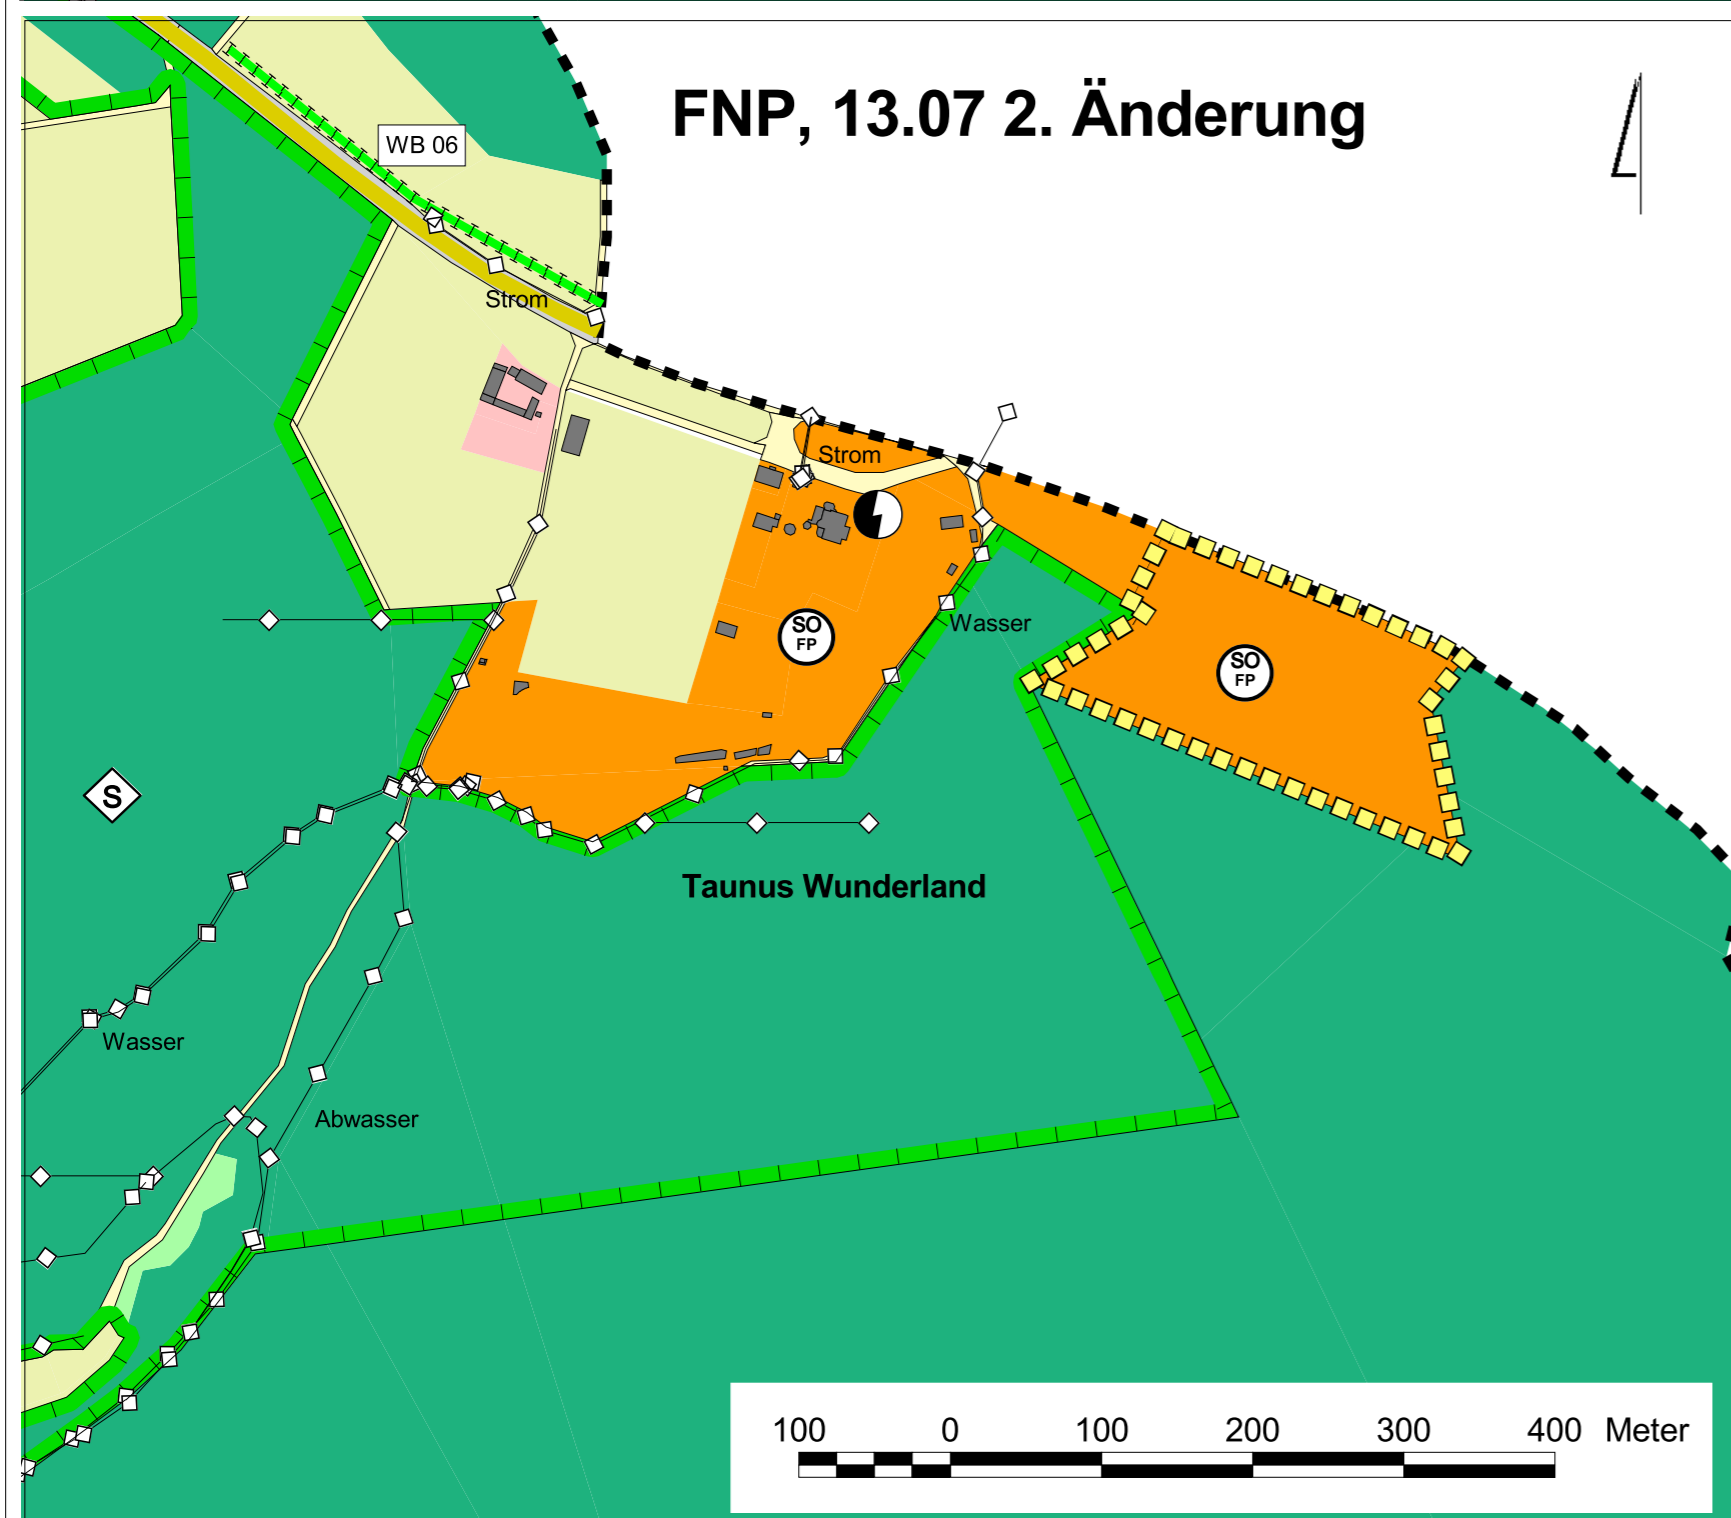 FNP, 13.07 2. Änderung
WB 06
Strom
Strom
SO
FP
Wasser
SO
FP
S
Taunus Wunderland
Wasser
Abwasser
100 0 100 200 300 400 Meter